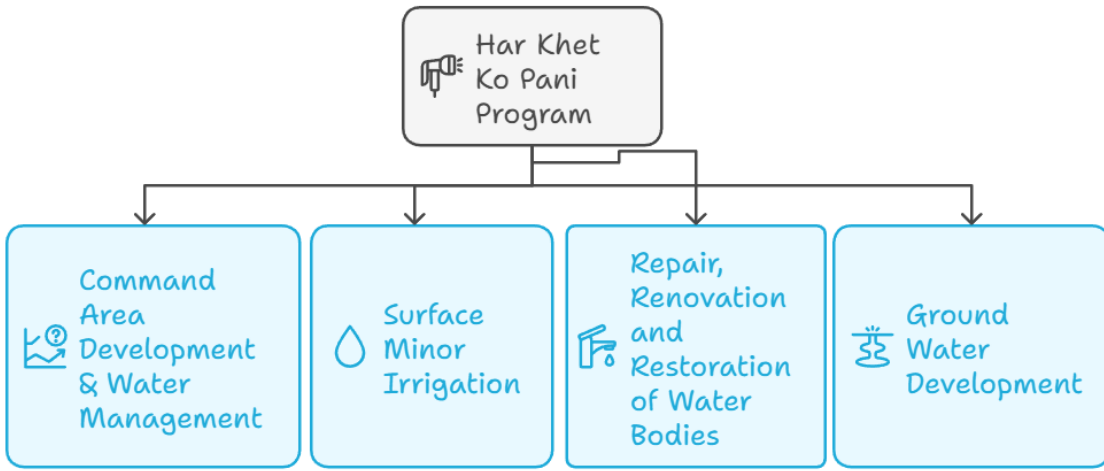 Har Khet
Ko Pani
Program
Command
Area
Development
& Water
Management
Surface
Minor
Irrigation
Repair,
Renovation
and
Restoration
of Water
Bodies
Ground
Water
Development